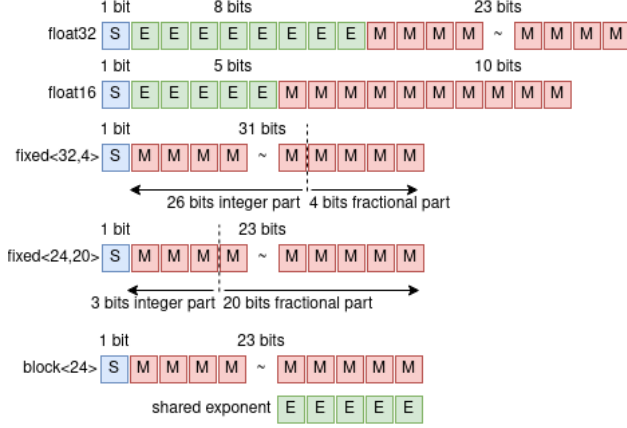 1 bit 8 bits 23 bits
float32 S E E E E E E E E M M M M ~ M M M M
1 bit 5 bits 10 bits
float16 S E E E E E M M M M M M M M M M
1 bit 31 bits
fixed<32,4> S M M M M ~ M M M M M
26 bits integer part 4 bits fractional part
1 bit 23 bits
fixed<24,20> S M M M M ~ M M M M M
3 bits integer part 20 bits fractional part
1 bit 23 bits
block<24> S M M M M ~ M M M M M
shared exponent E E E E E